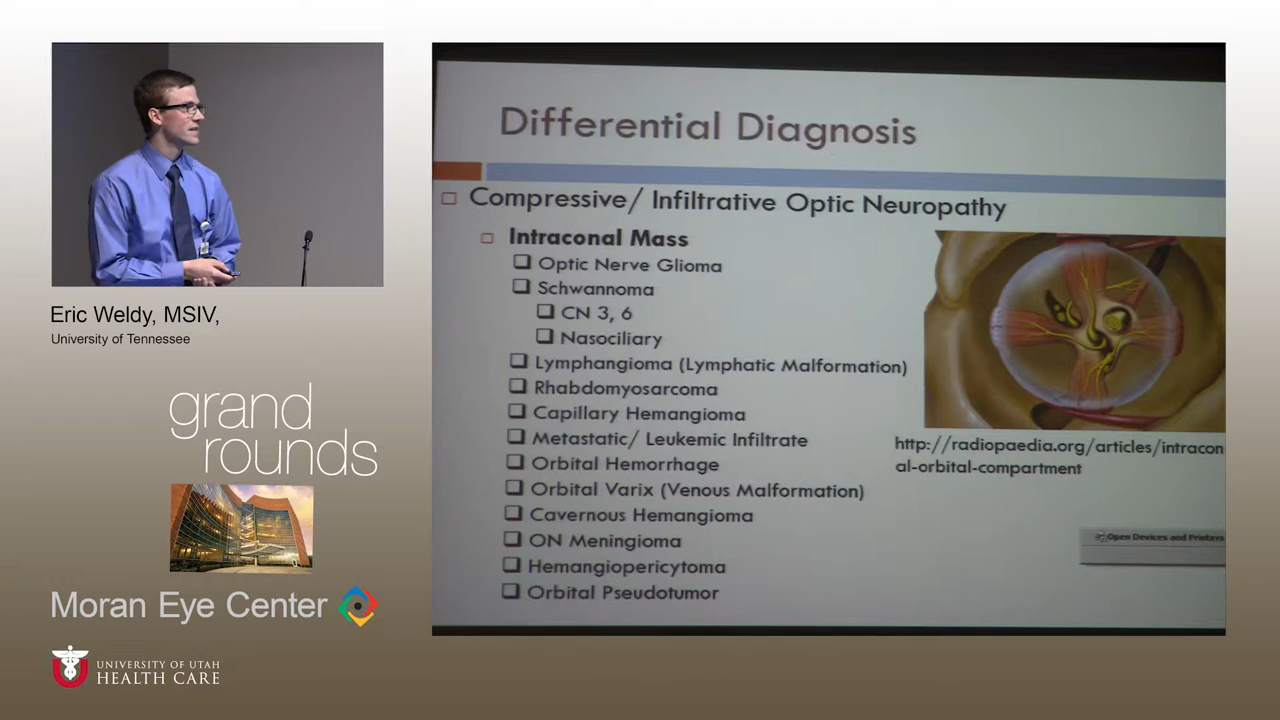 Eric Weldy, MSIV,
University of Tennessee
grand
rounds
Moran Eye Center
UNIVERSITY OF UTAH
HEALTH CARE
Differential Diagnosis
Compressive/ Infiltrative Optic Neuropathy
Intraconal Mass
Optic Nerve Glioma
Schwannoma
CN 3, 6
Nasociliary
Lymphangioma (Lymphatic Malformation)
Rhabdomyosarcoma
Capillary Hemangioma
Metastatic/ Leukemic Infiltrate
Orbital Hemorrhage
Orbital Varix (Venous Malformation)
Cavernous Hemangioma
ON Meningioma
Hemangiopericytoma
Orbital Pseudotumor
http://radiopaedia.org/articles/intracon
al-orbital-compartment
Open Devices and Printers